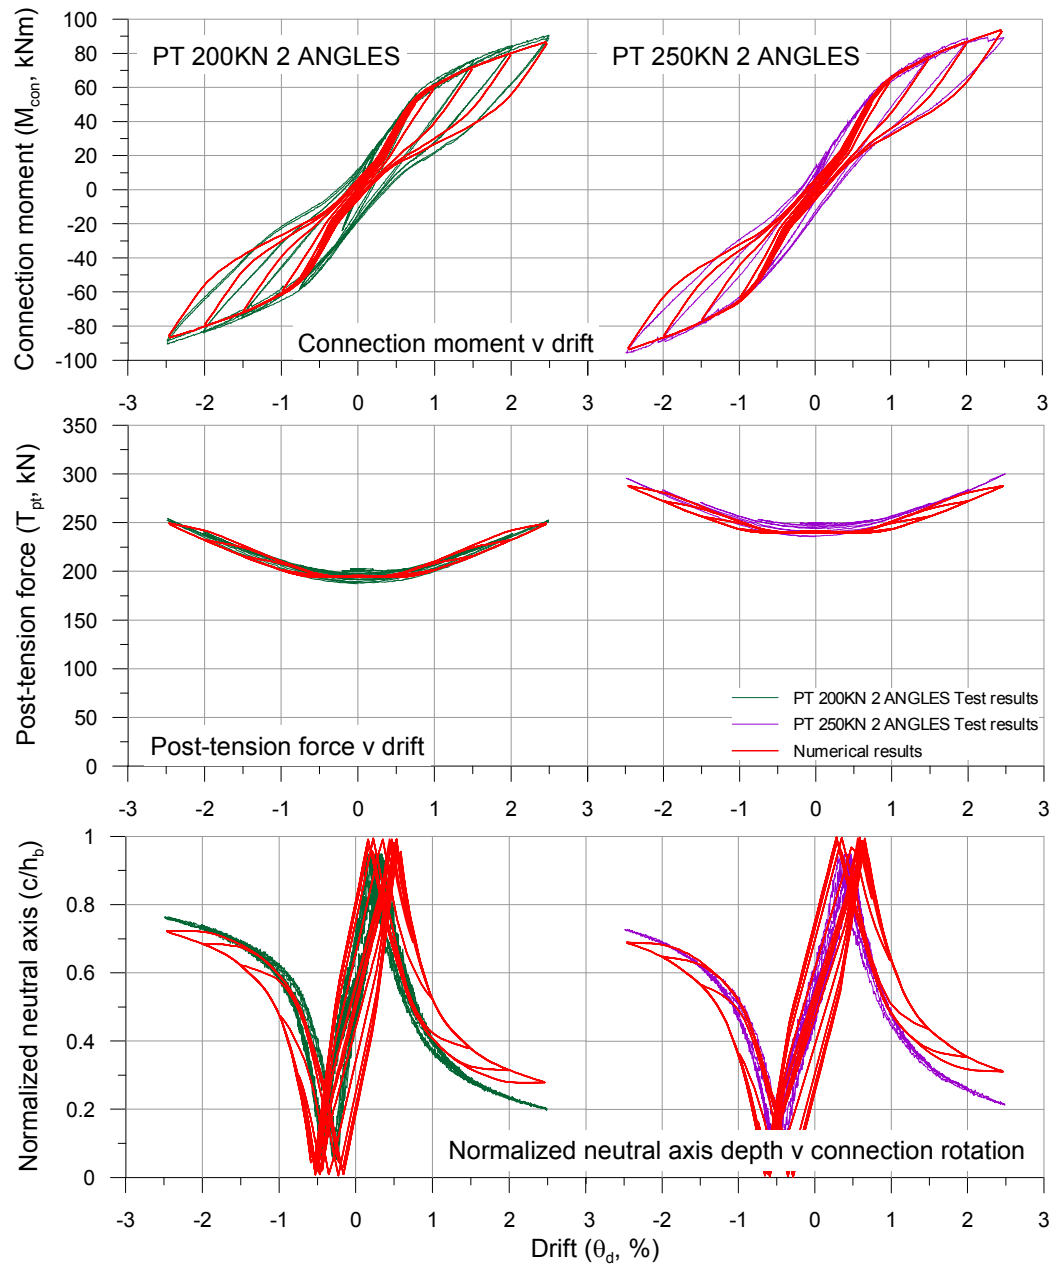 Connection moment (Mcon, kNm)
100
80
60
40
20
0
-20
-40
-60
-80
-100
PT 200KN 2 ANGLES
PT 250KN 2 ANGLES
Connection moment v drift
-3 -2 -1 0 1 2 3 -2 -1 0 1 2 3
Post-tension force (Tpt, kN)
350
300
250
200
150
100
50
0
PT 200KN 2 ANGLES Test results
PT 250KN 2 ANGLES Test results
Numerical results
Post-tension force v drift
-3 -2 -1 0 1 2 3 -2 -1 0 1 2 3
Normalized neutral axis (c/hb)
1
0.8
0.6
0.4
0.2
0
Normalized neutral axis depth v connection rotation
-3 -2 -1 0 1 2 3 -2 -1 0 1 2 3
Drift (θd, %)